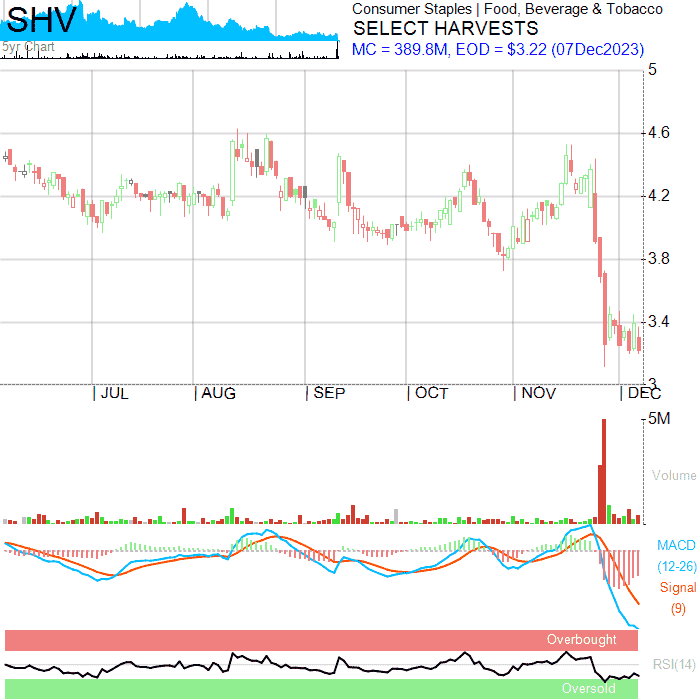 SHV
5yr Chart
Consumer Staples | Food, Beverage & Tobacco
SELECT HARVESTS
MC = 389.8M, EOD = $3.22 (07Dec2023)
5
4.6
4.2
3.8
3.4
3
JUL AUG SEP OCT NOV DEC
5M
Volume
MACD
(12-26)
Signal
(9)
Overbought
RSI(14)
Oversold